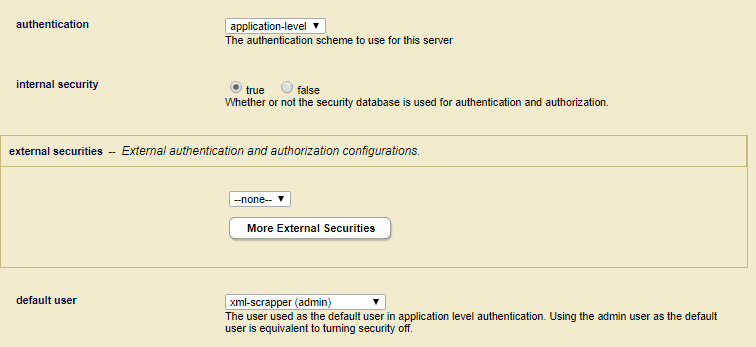 authentication
application-level
The authentication scheme to use for this server
internal security
true false
Whether or not the security database is used for authentication and authorization.
external securities -- External authentication and authorization configurations.
--none--
More External Securities
default user
xml-scrapper (admin)
The user used as the default user in application level authentication. Using the admin user as the default
user is equivalent to turning security off.